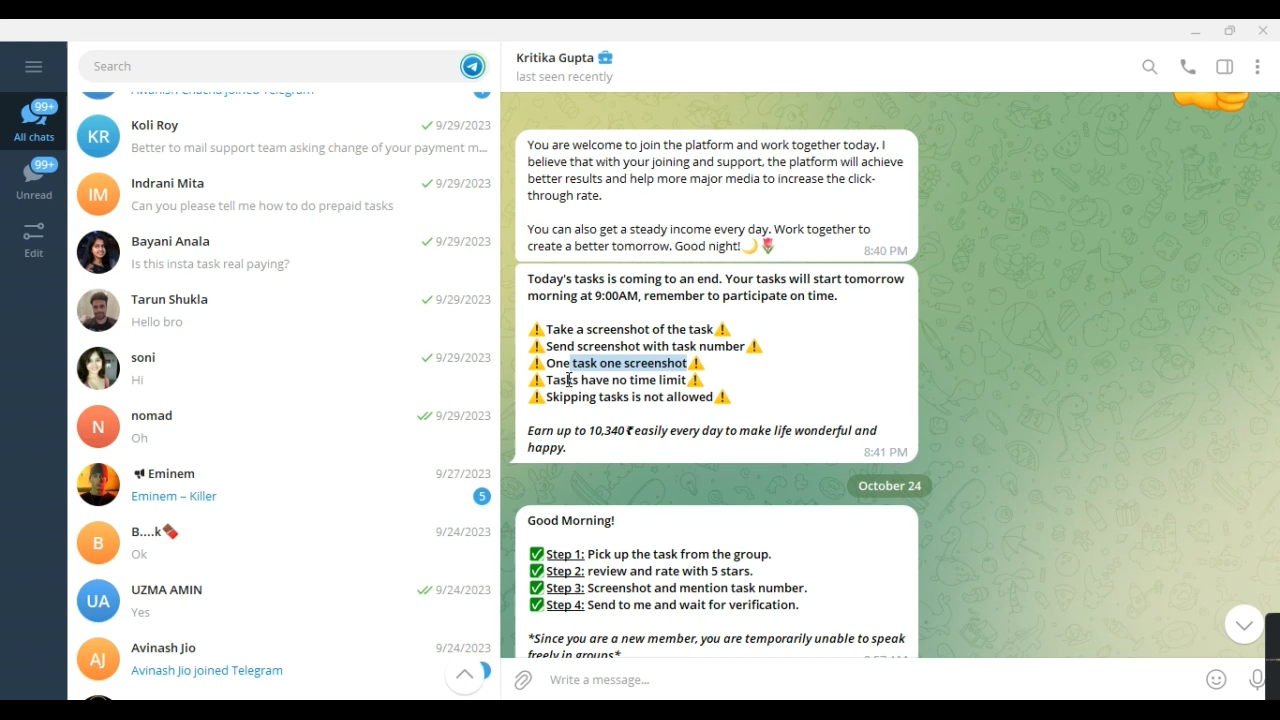 99+
All chats
99+
Unread
Edit
Search
Koli Roy
9/29/2023
KR
Better to mail support team asking change of your payment m...
Indrani Mita
9/29/2023
IM
Can you please tell me how to do prepaid tasks
Bayani Anala
9/29/2023
Is this insta task real paying?
Tarun Shukla
9/29/2023
Hello bro
soni
9/29/2023
Hi
nomad
9/29/2023
N
Oh
Eminem
9/27/2023
Eminem – Killer
5
B....k
9/24/2023
B
Ok
UZMA AMIN
9/24/2023
UA
Yes
Avinash Jio
9/24/2023
AJ
Avinash Jio joined Telegram
Kritika Gupta
last seen recently
You are welcome to join the platform and work together today. I
believe that with your joining and support, the platform will achieve
better results and help more major media to increase the click-
through rate.
You can also get a steady income every day. Work together to
create a better tomorrow. Good night!🌙🌷
8:40 PM
Today's tasks is coming to an end. Your tasks will start tomorrow
morning at 9:00AM, remember to participate on time.
⚠️Take a screenshot of the task⚠️
⚠️Send screenshot with task number⚠️
⚠️One task one screenshot⚠️
⚠️Tasks have no time limit⚠️
⚠️Skipping tasks is not allowed⚠️
Earn up to 10,340₹ easily every day to make life wonderful and
happy.
8:41 PM
October 24
Good Morning!
✅Step 1: Pick up the task from the group.
✅Step 2: review and rate with 5 stars.
✅Step 3: Screenshot and mention task number.
✅Step 4: Send to me and wait for verification.
*Since you are a new member, you are temporarily unable to speak
freely in groups*
Write a message...